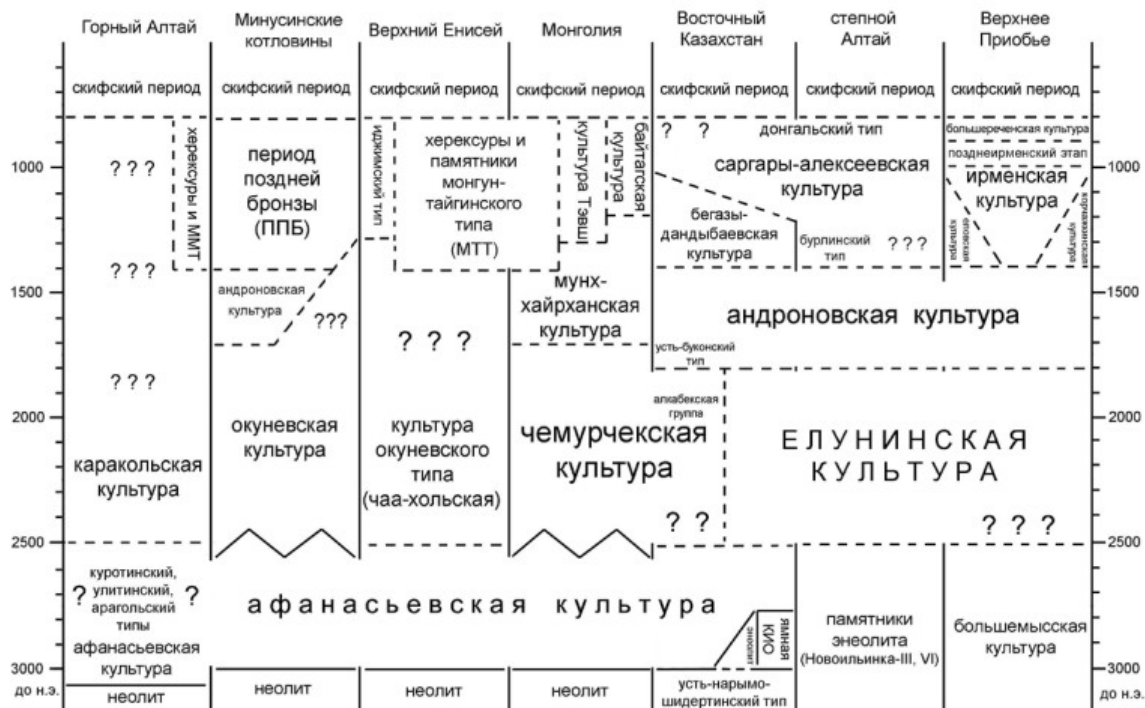 Горный Алтай
Минусинские
котловины
Верхний Енисей
Монголия
Восточный
Казахстан
степной
Алтай
Верхнее
Приобье
скифский период
скифский период
скифский период
скифский период
скифский период
скифский период
скифский период
1000
1500
2000
2500
3000
до н.э.
? ? ?
херексуры и ММТ
? ? ?
? ? ?
каракольская
культура
куротинский,
? улитинский, ?
арагольский
типы
афанасьевская
культура
неолит
период
поздней
бронзы
(ППБ)
андроновская
культура
???
окуневская
культура
неолит
иджимский тип
херексуры и
памятники
монгун-
тайгинского
типа
(МТТ)
? ? ?
культура
окуневского
типа
(чаа-хольская)
неолит
культура Тэвш
байтагская
культура
мунх-
хайрханская
культура
чемурчекская
культура
афанасьевская культура
неолит
? ?
донгальский тип
саргары-алексеевская
культура
бегазы-
дандыбаевская
культура
бурлинский
тип
? ? ?
андроновская культура
усть-буконский
тип
алкабекская
группа
? ?
ЕЛУНИНСКАЯ
КУЛЬТУРА
? ? ?
энеолит
ямная
КИО
усть-нарымо-
шидертинский тип
памятники
энеолита
(Новоильинка-III, VI)
большереченская культура
позднеирменский этап
ирменская
культура
еловская
культура
корчажкинская
культура
большемысская
культура
1000
1500
2000
2500
3000
до н.э.